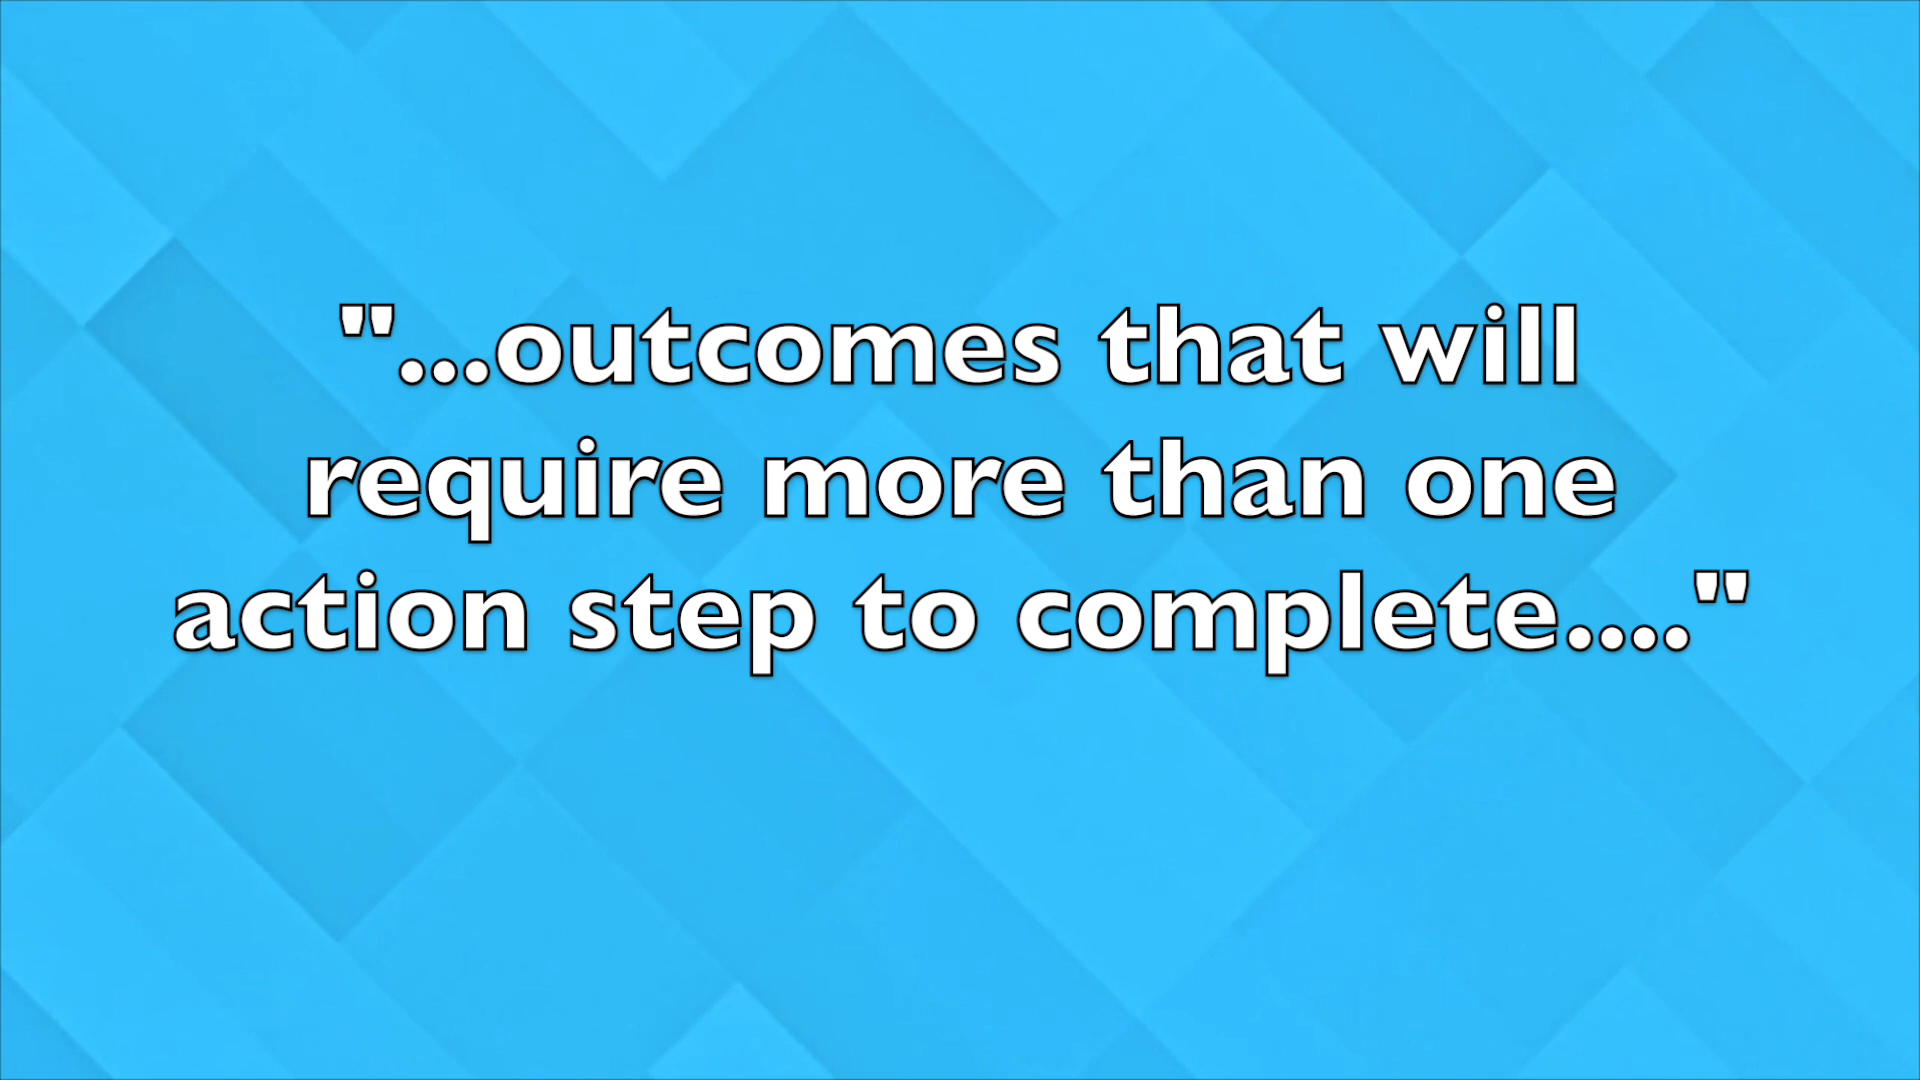 "...outcomes that will
require more than one
action step to complete...."